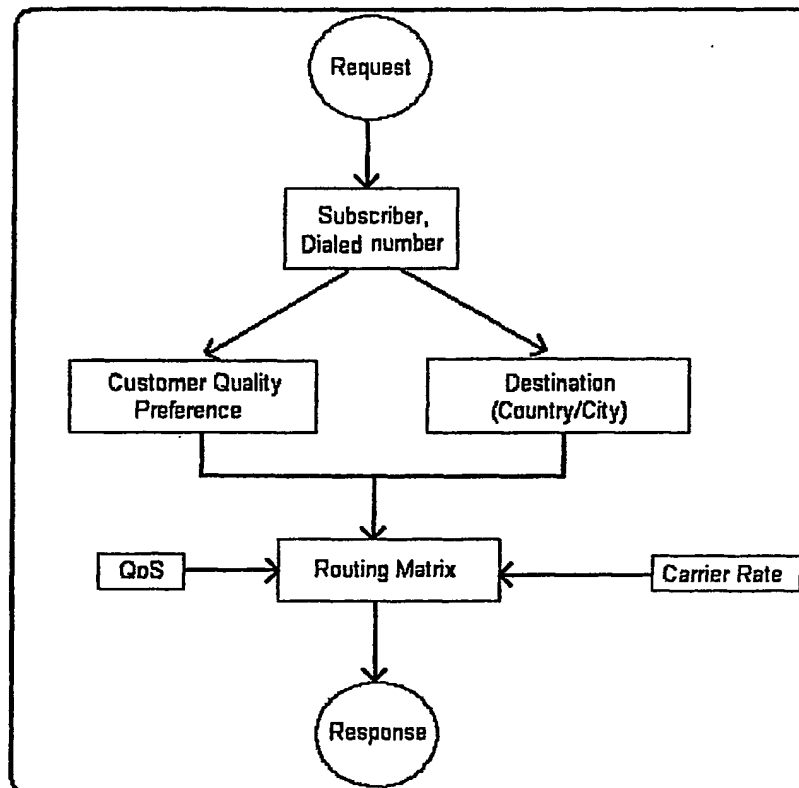 Request
Subscriber,
Dialed number
Customer Quality
Preference
Destination
(Country/City)
QoS
Routing Matrix
Carrier Rate
Response